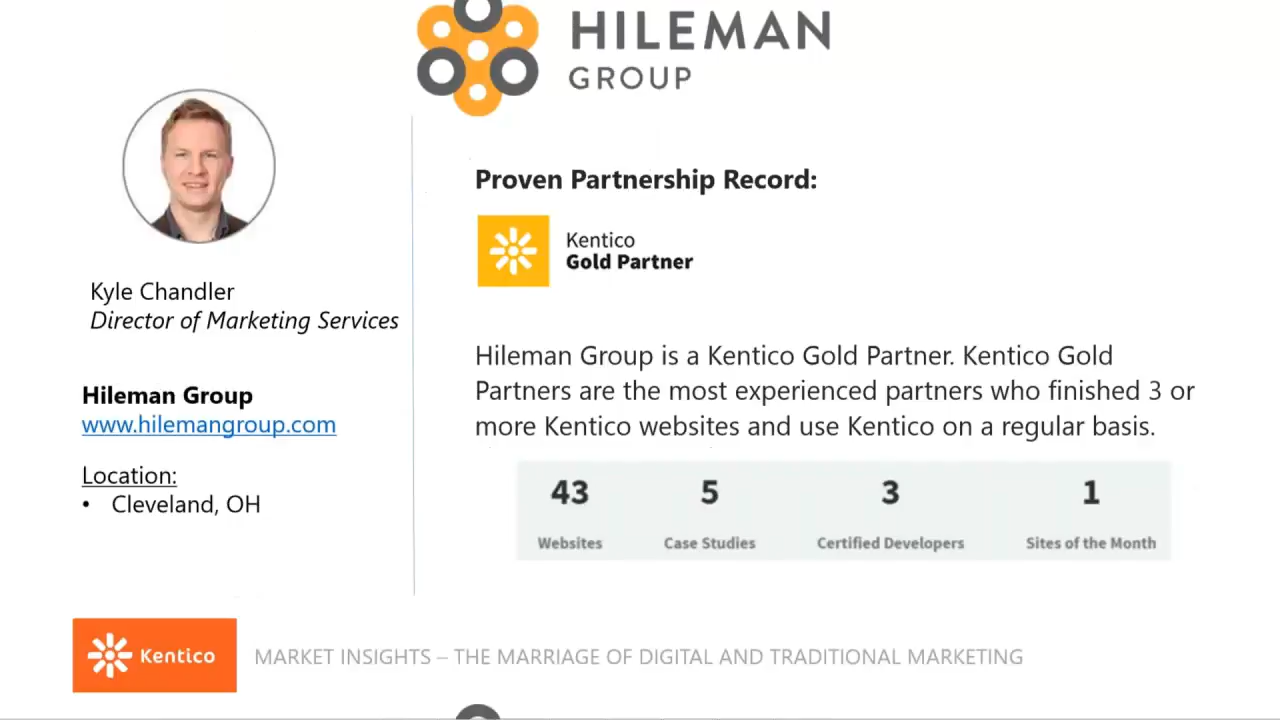 HILEMAN
GROUP
Kyle Chandler
Director of Marketing Services
Hileman Group
www.hilemangroup.com
Location:
• Cleveland, OH
Proven Partnership Record:
Kentico
Gold Partner
Hileman Group is a Kentico Gold Partner. Kentico Gold
Partners are the most experienced partners who finished 3 or
more Kentico websites and use Kentico on a regular basis.
43 5 3 1
Websites Case Studies Certified Developers Sites of the Month
Kentico MARKET INSIGHTS – THE MARRIAGE OF DIGITAL AND TRADITIONAL MARKETING